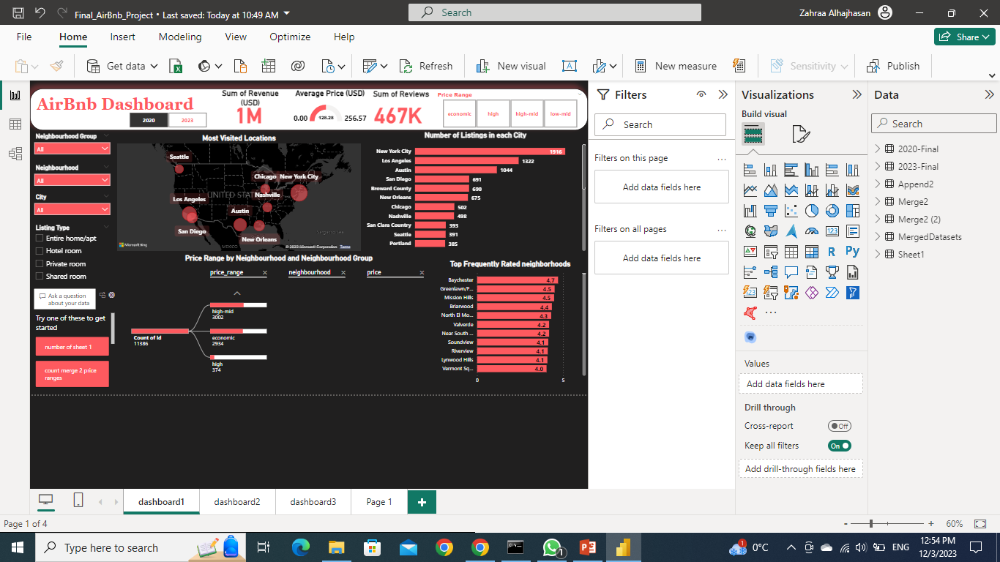 Final_AirBnb_Project • Last saved: Today at 10:49 AM
Search
Zahraa Alhajhasan
File Home Insert Modeling View Optimize Help
Share
Get data
Refresh
New visual
New measure
Sensitivity
Publish
AirBnb Dashboard
2020 2023
Sum of Revenue
(USD)
1M
Average Price (USD)
0.00 128.28 256.57
Sum of Reviews
467K
Price Range
economic high high-mid low-mid
Neighbourhood Group
All
Neighbourhood
All
City
All
Listing Type
Entire home/apt
Hotel room
Private room
Shared room
Ask a question
about your data
Try one of these to get
started
number of sheet 1
count merge 2 price
ranges
Most Visited Locations
Seattle
Chicago New York City
UNITED STAT
Nashville
Los Angeles
Austin
San Diego
New Orleans
MEXICO
Microsoft Bing
© 2023 Microsoft Corporation Terms
Number of Listings in each City
New York City 1916
Los Angeles 1322
Austin 1044
San Diego 691
Broward County 690
New Orleans 675
Chicago 502
Nashville 498
San Clara County 393
Seattle 391
Portland 385
Price Range by Neighbourhood and Neighbourhood Group
price_range neighbourhood price
high-mid
3002
Count of id
11386
economic
2934
high
374
Top Frequently Rated neighborhoods
Baychester 4.7
Greenlawn/F... 4.5
Mission Hills 4.5
Briarwood 4.4
North El Mo... 4.3
Valverde 4.2
Near South ... 4.2
Soundview 4.1
Riverview 4.1
Lynwood Hills 4.1
Vermont Sq... 4.0
0 5
Filters
Search
Filters on this page
Add data fields here
Filters on all pages
Add data fields here
Visualizations
Build visual
R Py
123
Values
Add data fields here
Drill through
Cross-report Off
Keep all filters On
Add drill-through fields here
Data
Search
2020-Final
2023-Final
Append2
Merge2
Merge2 (2)
MergedDatasets
Sheet1
dashboard1 dashboard2 dashboard3 Page 1
Page 1 of 4
60%
Type here to search
1
1
0°C
ENG
12:54 PM
12/3/2023